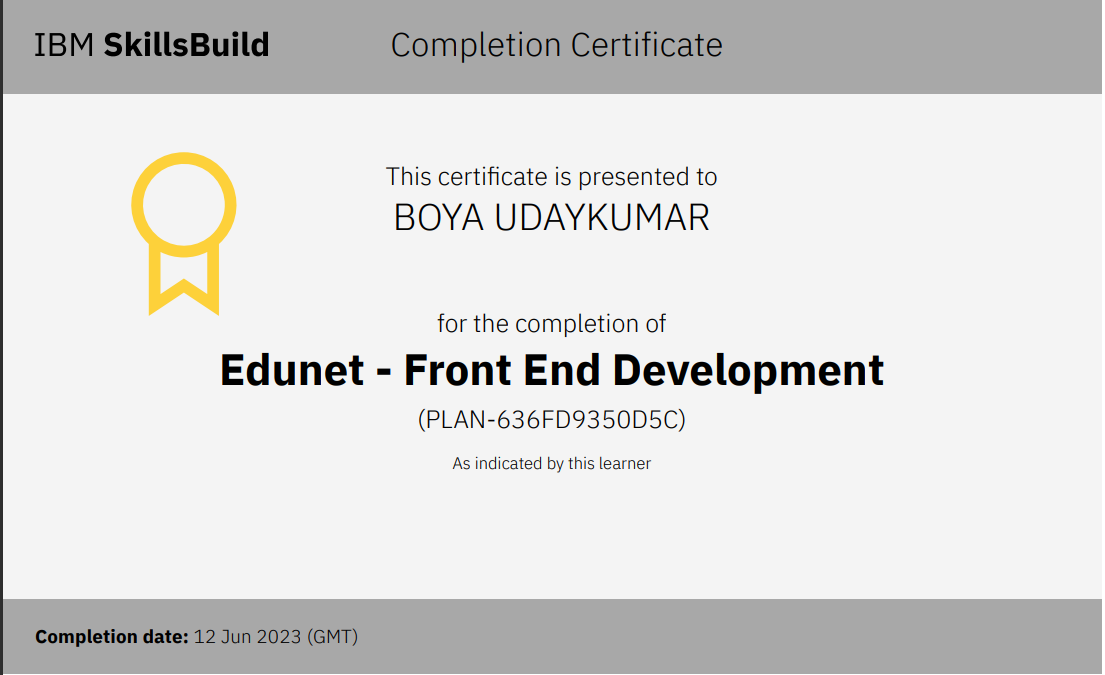 IBM SkillsBuild
Completion Certificate
This certificate is presented to
BOYA UDAYKUMAR
for the completion of
Edunet - Front End Development
(PLAN-636FD9350D5C)
As indicated by this learner
Completion date: 12 Jun 2023 (GMT)